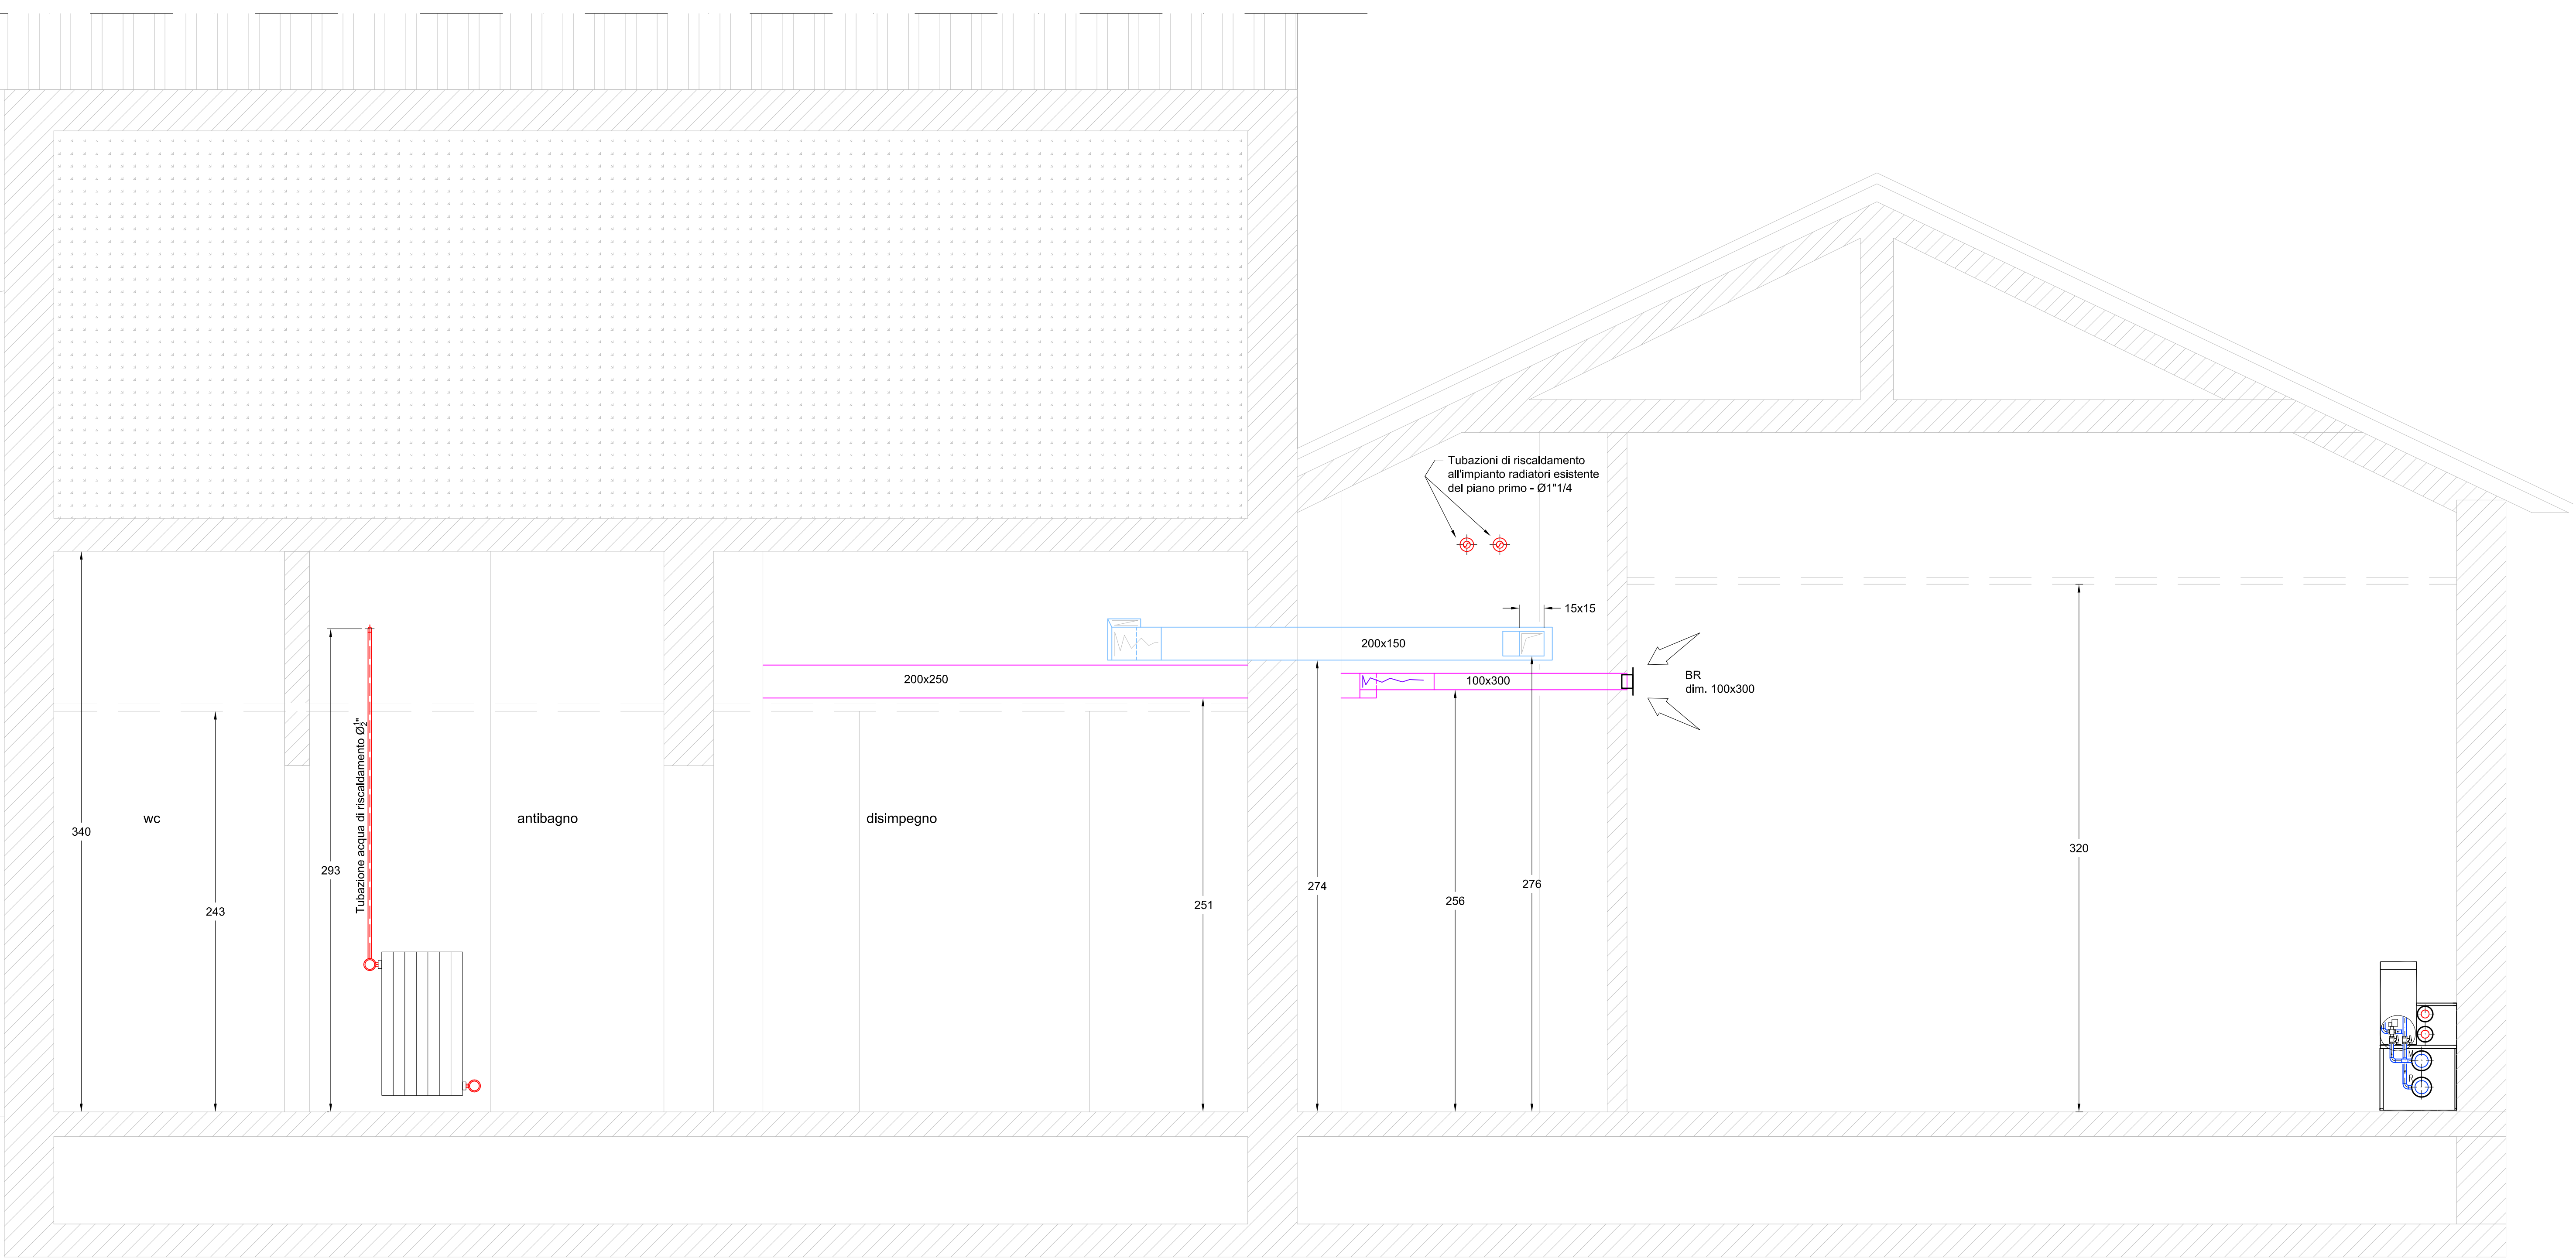 Tubazioni di riscaldamento
all'impianto radiatori esistente
del piano primo - Ø1"1/4
15x15
200x150
200x250
100x300
BR
dim. 100x300
Tubazione acqua di riscaldamento Ø1/2"
wc
antibagno
disimpegno
340
243
293
251
274
256
276
320
M
R